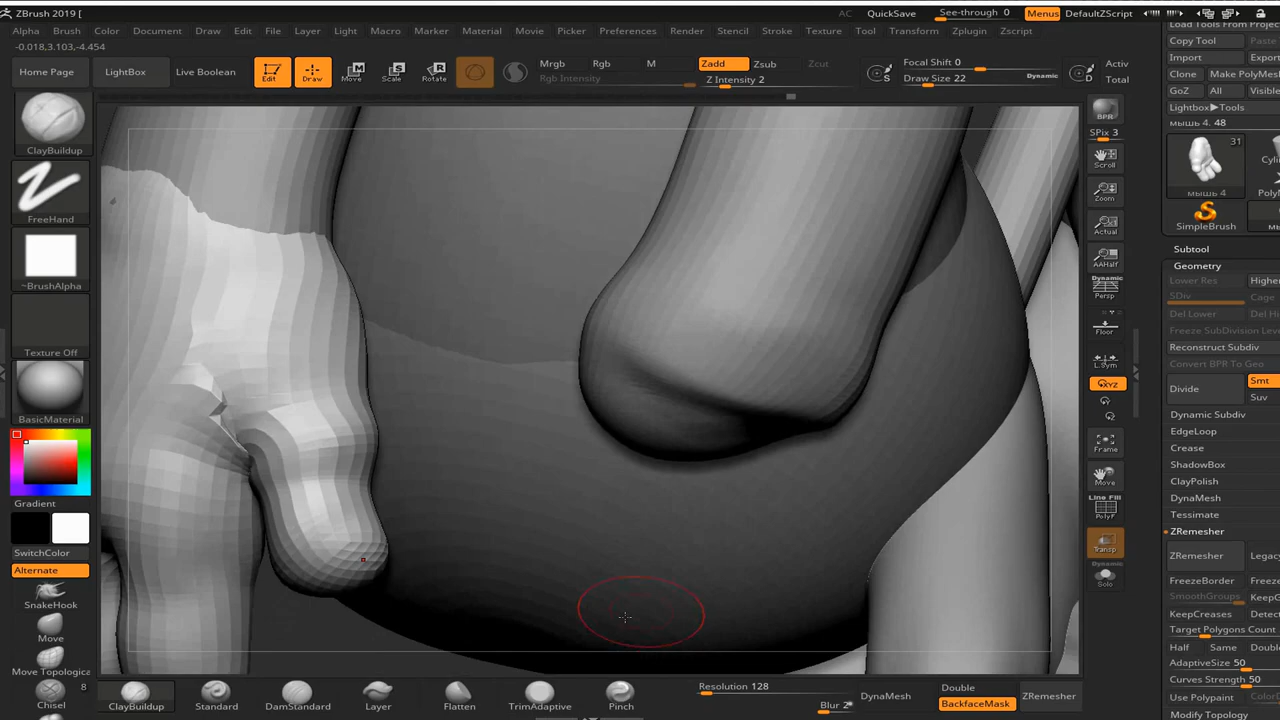 ZBrush 2019 [
AC
QuickSave
See-through 0
Menus
DefaultZScript
Alpha
Brush
Color
Document
Draw
Edit
File
Layer
Light
Macro
Marker
Material
Movie
Picker
Preferences
Render
Stencil
Stroke
Texture
Tool
Transform
Zplugin
Zscript
-0.018,3.103,-4.454
Home Page
LightBox
Live Boolean
Edit
Draw
Move
Scale
Rotate
Mrgb
Rgb
M
Rgb Intensity
Zadd
Zsub
Zcut
Z Intensity 2
S
Focal Shift 0
Draw Size 22
Dynamic
D
Activ
Total
ClayBuildup
FreeHand
~BrushAlpha
Texture Off
BasicMaterial
Gradient
SwitchColor
Alternate
SnakeHook
Move
Move Topological
Chisel
8
BPR
SPix 3
Scroll
Zoom
Actual
AAHalf
Dynamic
Persp
Floor
L.Sym
XYZ
Frame
Move
Line Fill
PolyF
Transp
Dynamic
Solo
Load Tools From Project
Copy Tool
Paste
Import
Export
Clone
Make PolyMesh
GoZ
All
Visible
Lightbox▶Tools
мышь 4. 48
31
мышь 4
SimpleBrush
Subtool
Geometry
Lower Res
Higher
SDiv
Cage
Del Lower
Del Hi
Freeze SubDivision Leve
Reconstruct Subdiv
Convert BPR To Geo
Divide
Smt
Suv
Dynamic Subdiv
EdgeLoop
Crease
ShadowBox
ClayPolish
DynaMesh
Tessimate
ZRemesher
ZRemesher
Legacy
FreezeBorder
Freeze
SmoothGroups
KeepG
KeepCreases
Detect
Target Polygons Count
Half
Same
Double
AdaptiveSize 50
Curves Strength 50
Use Polypaint
Modify Topology
ClayBuildup
Standard
DamStandard
Layer
Flatten
TrimAdaptive
Pinch
Resolution 128
Blur 2
DynaMesh
Double
BackfaceMask
ZRemesher